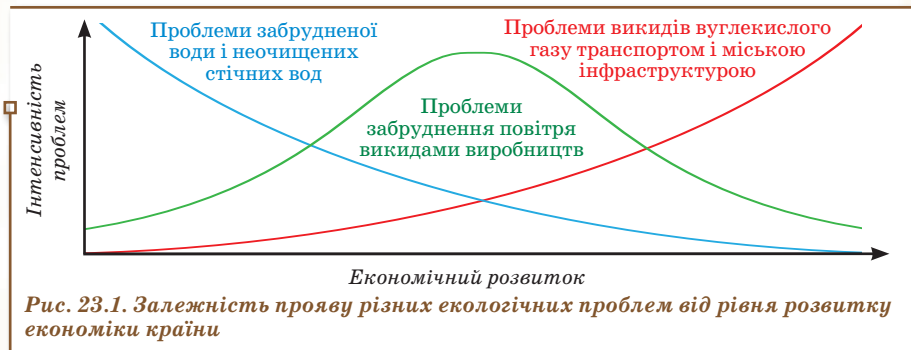 Проблеми забрудненої
води і неочищених
стічних вод
Проблеми викидів вуглекислого
газу транспортом і міською
інфраструктурою
Проблеми
забруднення повітря
викидами виробництв
Інтенсивність
проблем
Економічний розвиток
Рис. 23.1. Залежність прояву різних екологічних проблем від рівня розвитку
економіки країни